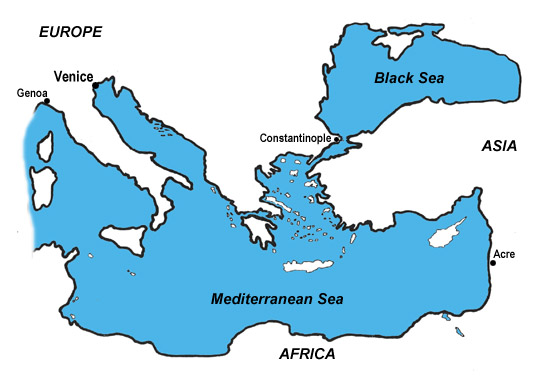 EUROPE
Venice
Genoa
Black Sea
Constantinople
ASIA
Acre
Mediterranean Sea
AFRICA